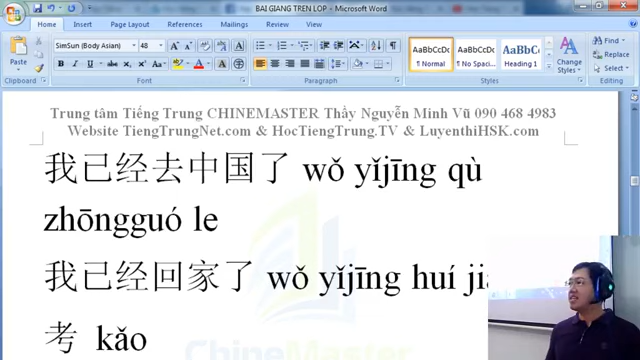 BAI GIANG TREN LOP - Microsoft Word
Home Insert Page Layout References Mailings Review View
Paste
SimSun (Body Asian) 48
AaBbCcDc AaBbCcDc AaBbCc
¶ Normal ¶ No Spaci... Heading 1
Change Styles
Find
Replace
Select
Clipboard Font Paragraph Styles Editing
Trung tâm Tiếng Trung CHINEMASTER Thầy Nguyễn Minh Vũ 090 468 4983
Website TiengTrungNet.com & HocTiengTrung.TV & LuyenthiHSK.com
我已经去中国了 wǒ yǐjīng qù
zhōngguó le
我已经回家了 wǒ yǐjīng huí
考 kǎo
ChineMaster